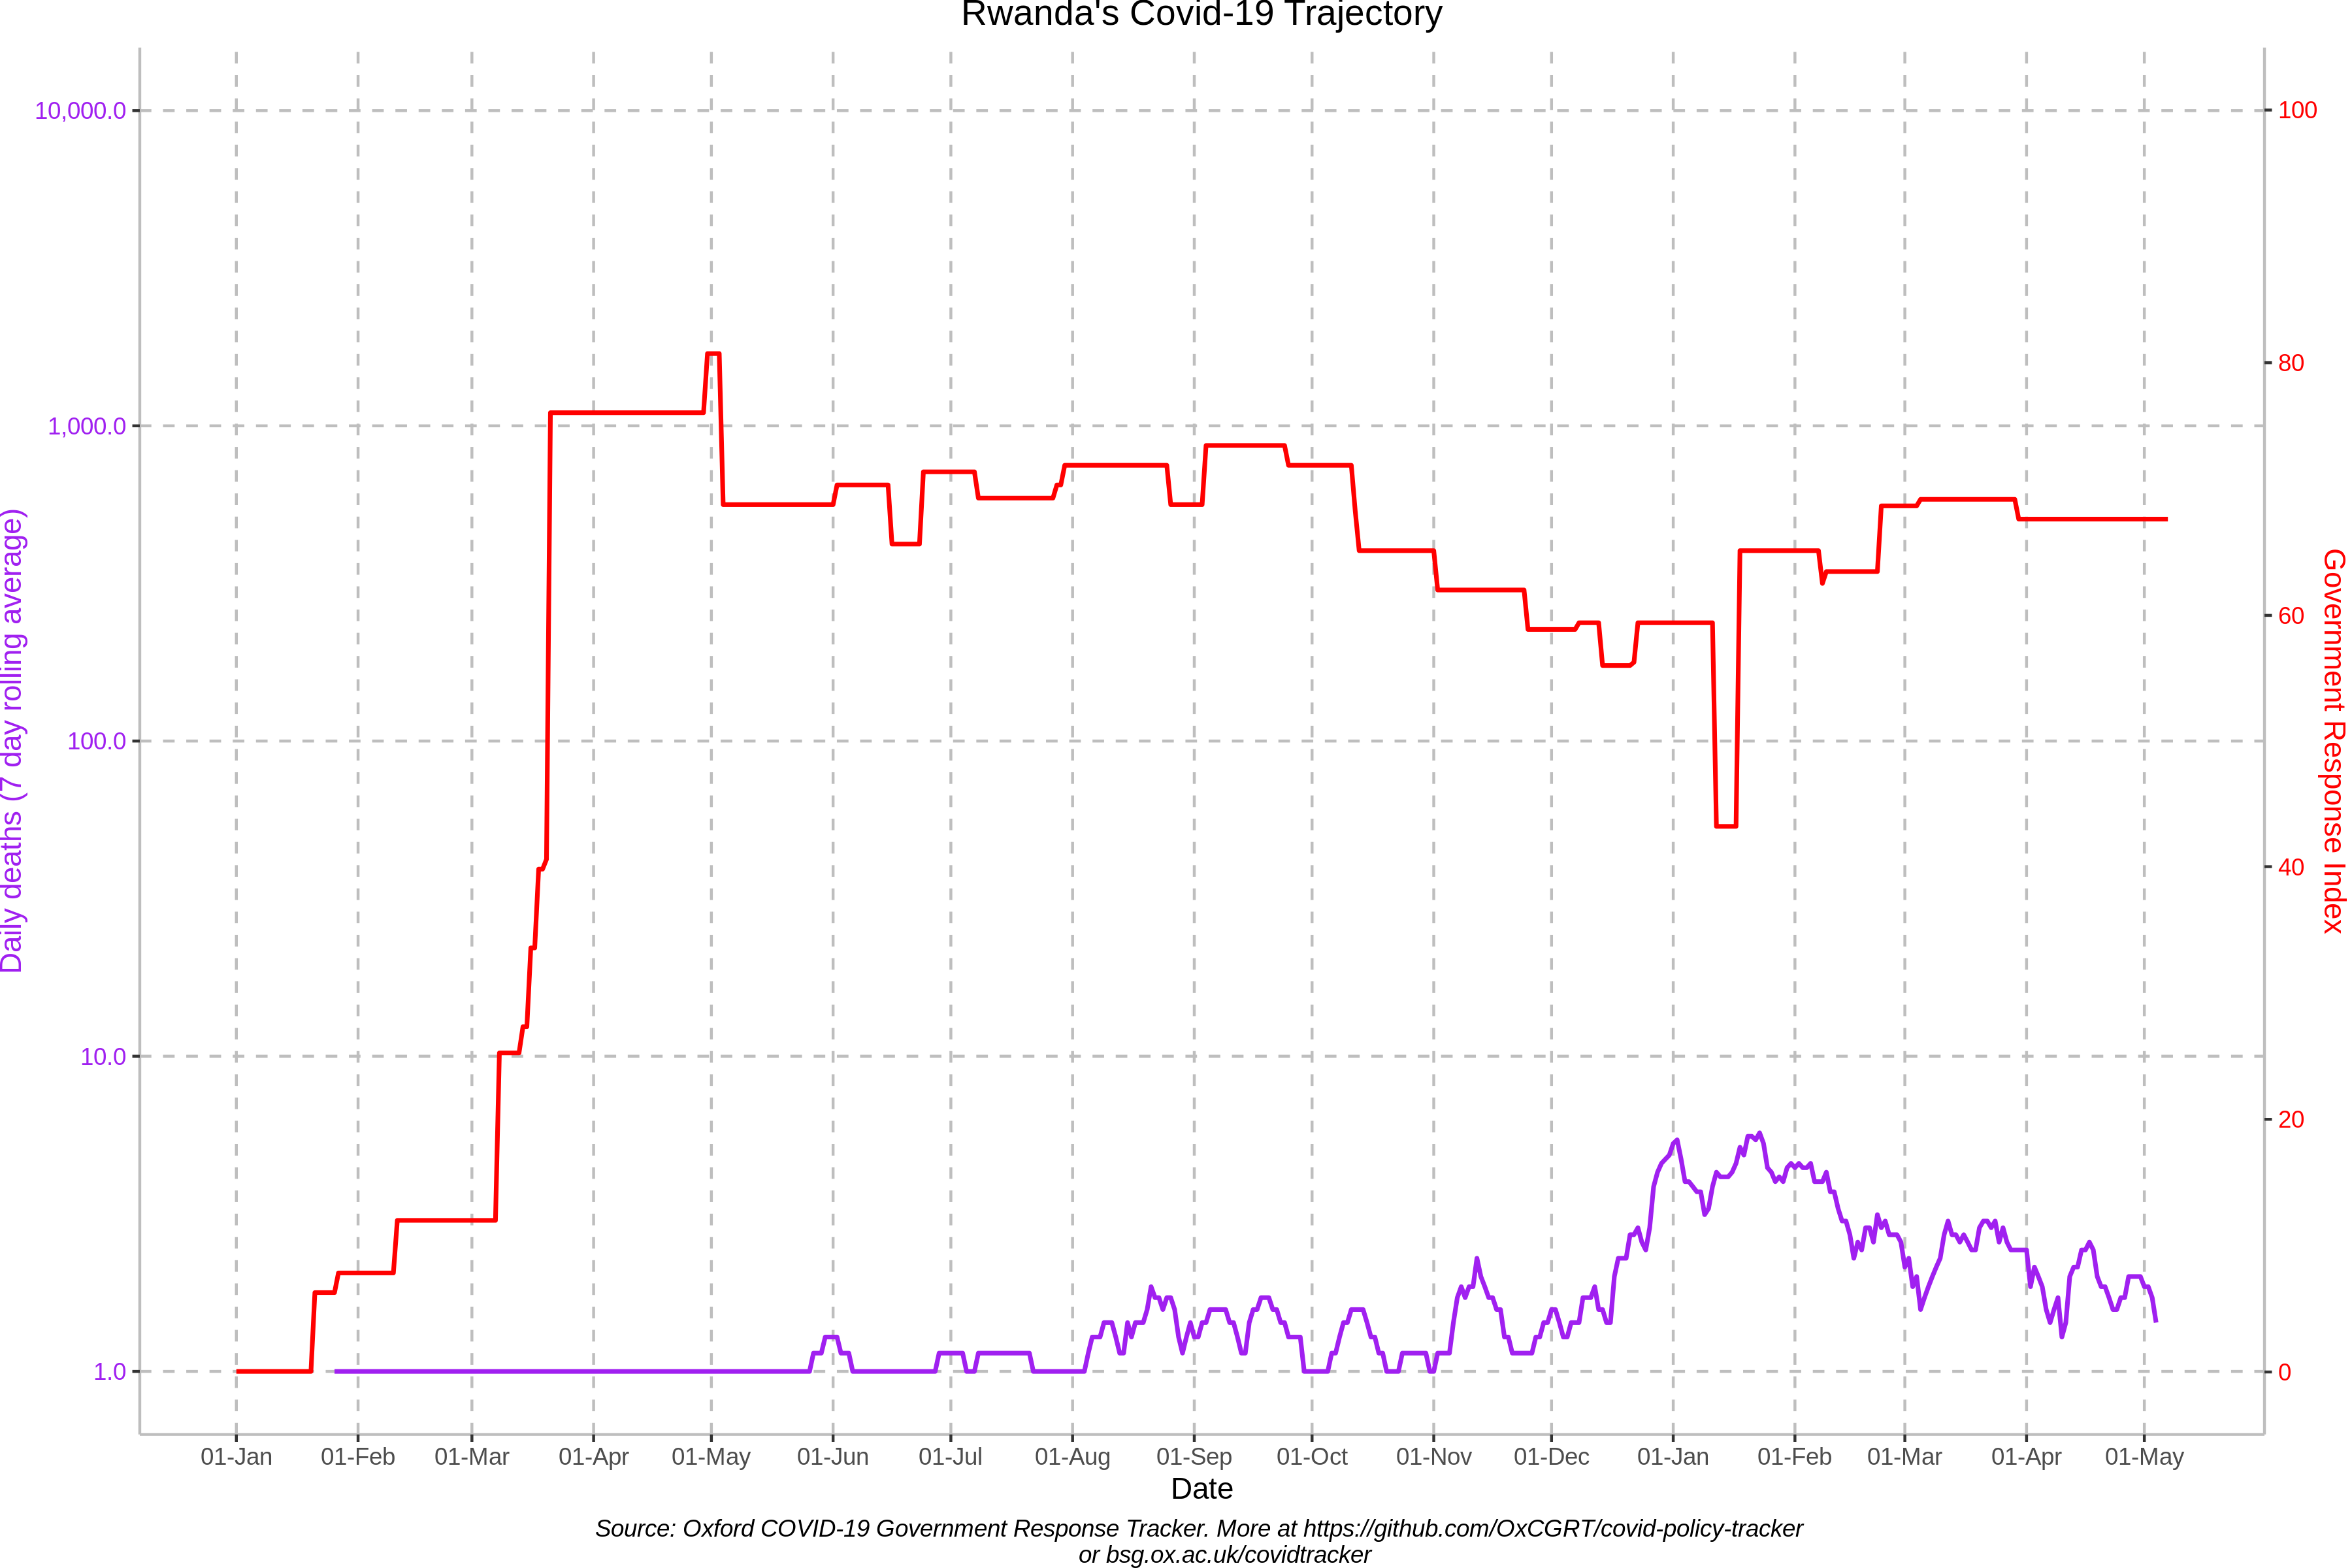 Rwanda's Covid-19 Trajectory
10,000.0
1,000.0
100.0
10.0
1.0
Daily deaths (7 day rolling average)
100
80
60
40
20
0
Government Response Index
01-Jan 01-Feb 01-Mar 01-Apr 01-May 01-Jun 01-Jul 01-Aug 01-Sep 01-Oct 01-Nov 01-Dec 01-Jan 01-Feb 01-Mar 01-Apr 01-May
Date
Source: Oxford COVID-19 Government Response Tracker. More at https://github.com/OxCGRT/covid-policy-tracker
or bsg.ox.ac.uk/covidtracker